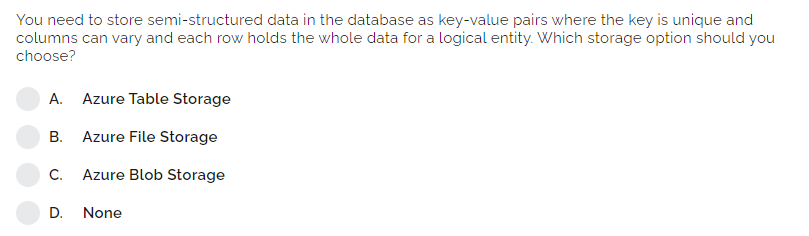 You need to store semi-structured data in the database as key-value pairs where the key is unique and
columns can vary and each row holds the whole data for a logical entity. Which storage option should you
choose?
A. Azure Table Storage
B. Azure File Storage
C. Azure Blob Storage
D. None